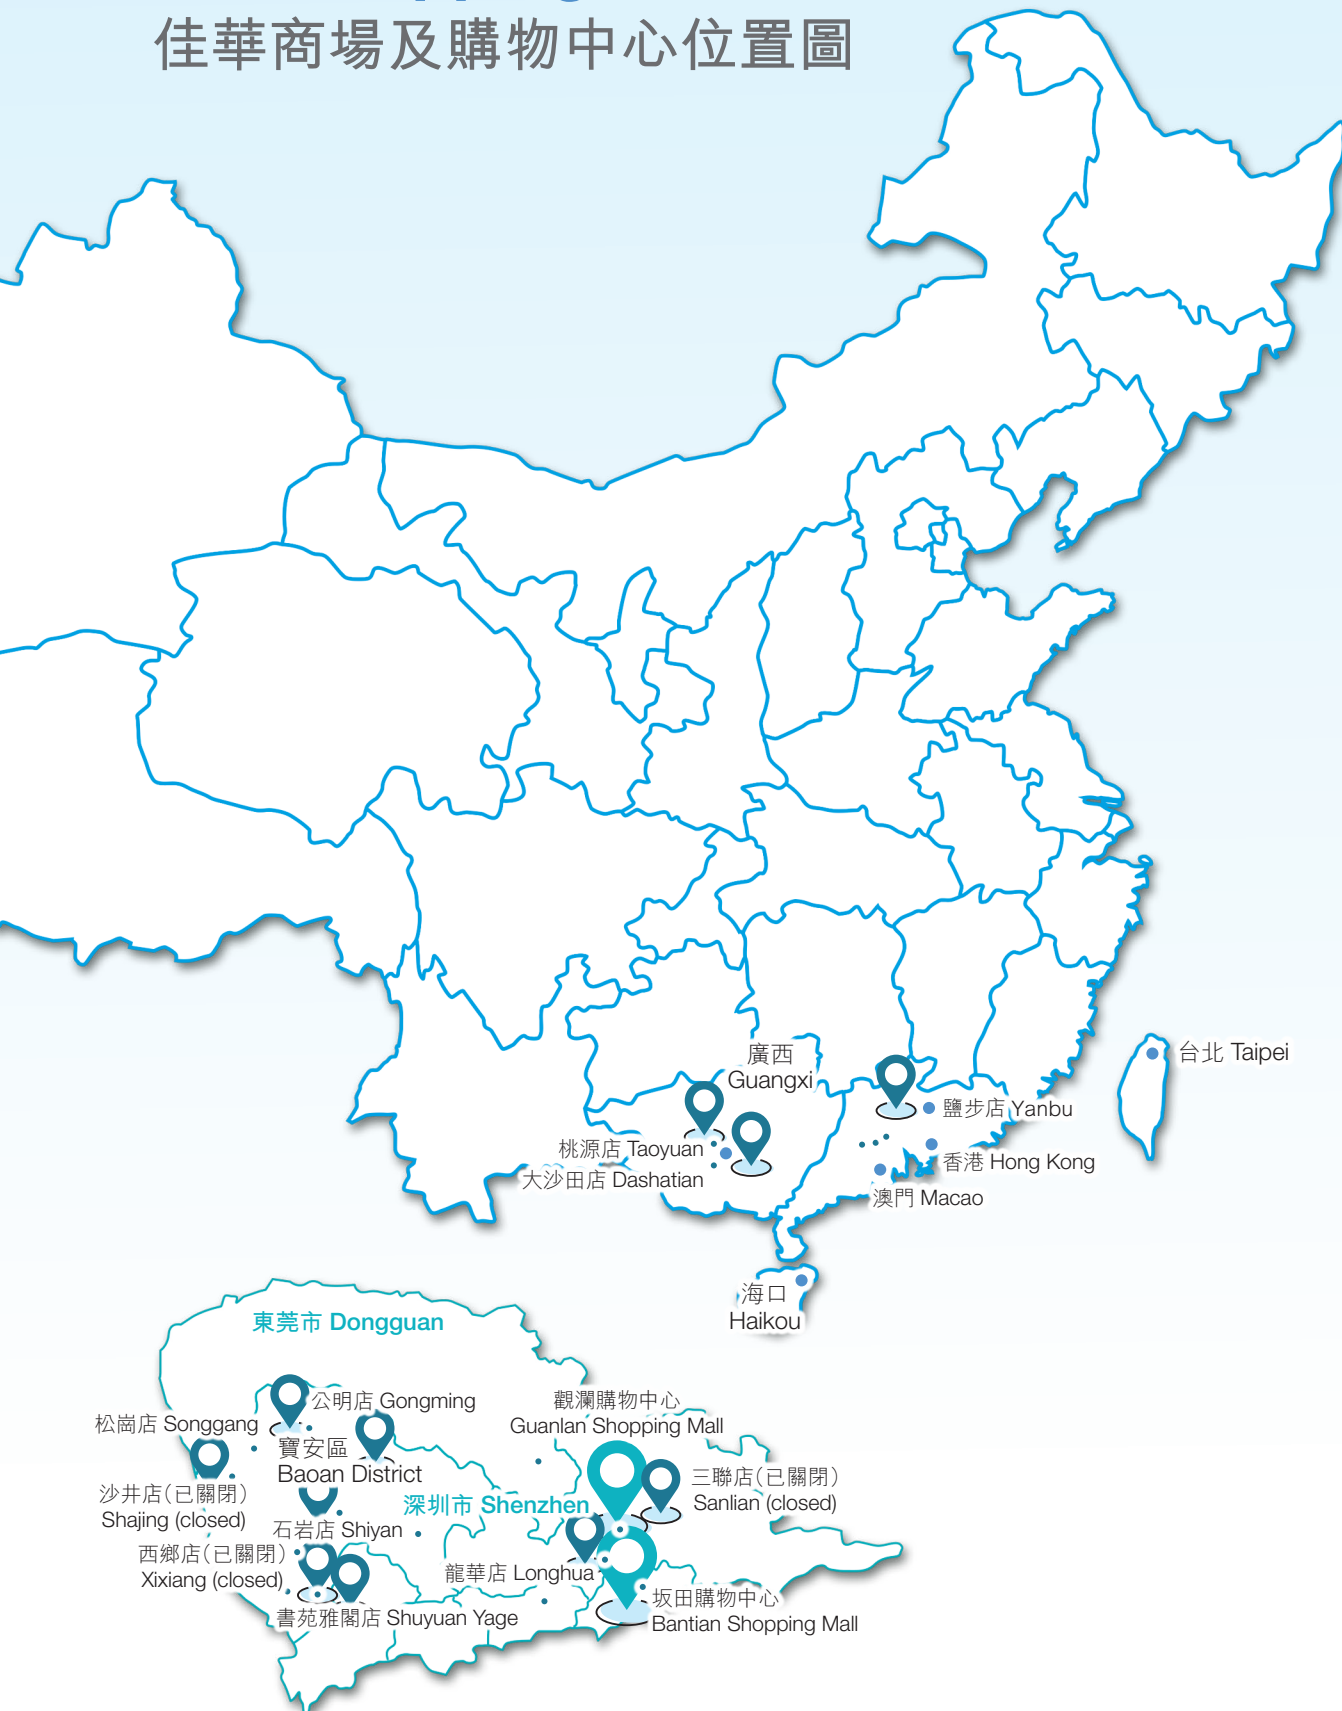 佳華商場及購物中心位置圖
廣西
Guangxi
桃源店 Taoyuan
大沙田店 Dashatian
台北 Taipei
鹽步店 Yanbu
香港 Hong Kong
澳門 Macao
海口
Haikou
東莞市 Dongguan
公明店 Gongming
松崗店 Songgang
寶安區
Baoan District
觀瀾購物中心
Guanlan Shopping Mall
沙井店(已關閉)
Shajing (closed)
深圳市 Shenzhen
三聯店(已關閉)
Sanlian (closed)
石岩店 Shiyan
西鄉店(已關閉)
Xixiang (closed)
龍華店 Longhua
書苑雅閣店 Shuyuan Yage
坂田購物中心
Bantian Shopping Mall